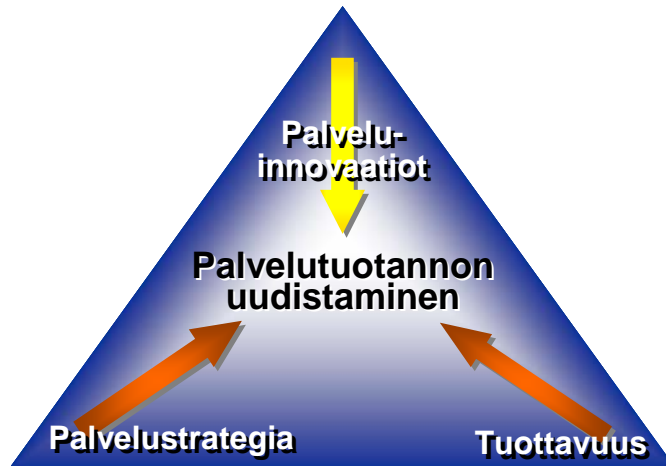 Palvelu-
innovaatiot
Palvelutuotannon
uudistaminen
Palvelustrategia
Tuottavuus